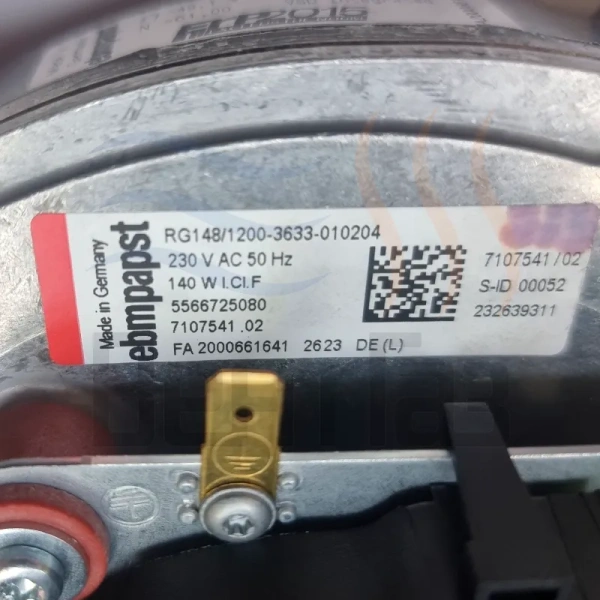 Made in Germany
ebmpapst
RG148/1200-3633-010204
230 V AC 50 Hz
140 W I.Cl.F
5566725080
7107541 .02
FA 2000661641 2623 DE (L)
7107541 / 02
S-ID 00052
232639311